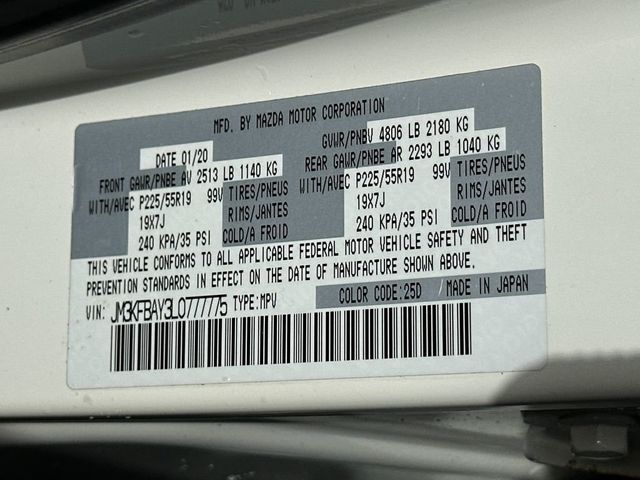 MFD. BY MAZDA MOTOR CORPORATION
DATE 01/20 GVWR/PNBV 4806 LB 2180 KG
FRONT GAWR/PNBE AV 2513 LB 1140 KG REAR GAWR/PNBE AR 2293 LB 1040 KG
WITH/AVEC P225/55R19 99V TIRES/PNEUS WITH/AVEC P225/55R19 99V TIRES/PNEUS
19X7J RIMS/JANTES 19X7J RIMS/JANTES
240 KPA/35 PSI COLD/A FROID 240 KPA/35 PSI COLD/A FROID
THIS VEHICLE CONFORMS TO ALL APPLICABLE FEDERAL MOTOR VEHICLE SAFETY AND THEFT
PREVENTION STANDARDS IN EFFECT ON THE DATE OF MANUFACTURE SHOWN ABOVE.
VIN: JM3KFBAY3L0777775 TYPE:MPV COLOR CODE:25D MADE IN JAPAN